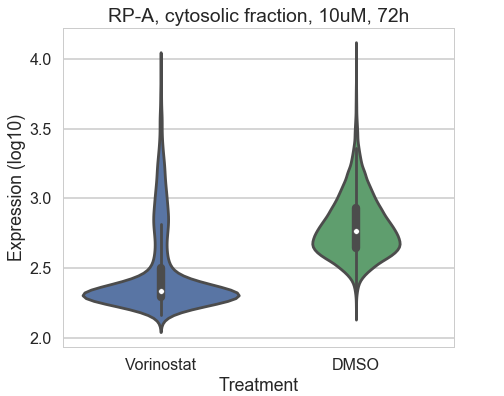 RP-A, cytosolic fraction, 10uM, 72h
Expression (log10)
4.0
3.5
3.0
2.5
2.0
Vorinostat DMSO
Treatment